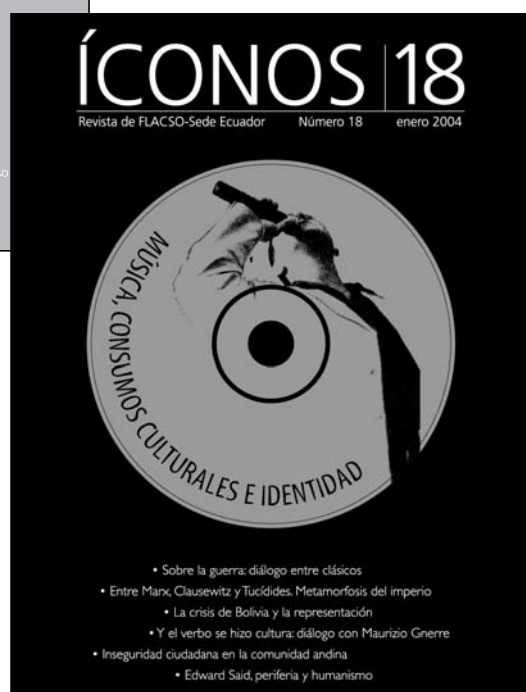 ÍCONOS 18
Revista de FLACSO-Sede Ecuador Número 18 enero 2004
MÚSICA, CONSUMOS CULTURALES E IDENTIDAD
• Sobre la guerra: diálogo entre clásicos
• Entre Marx, Clausewitz y Tucídides. Metamorfosis del imperio
• La crisis de Bolivia y la representación
• Y el verbo se hizo cultura: diálogo con Maurizio Gnerre
• Inseguridad ciudadana en la comunidad andina
• Edward Said, periferia y humanismo